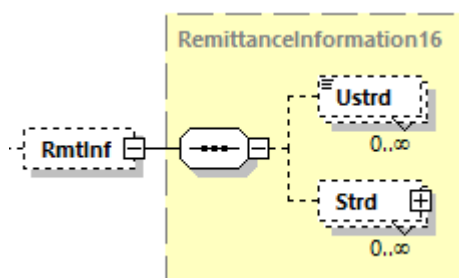 RemittanceInformation16
Ustrd
0..∞
RmtInf
Strd
0..∞